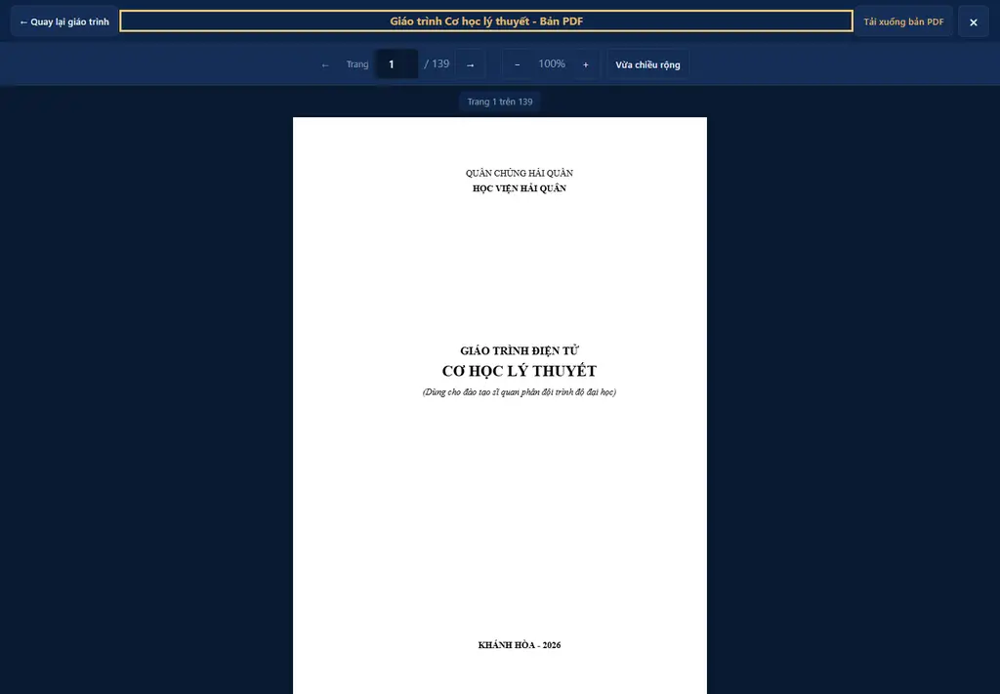 ← Quay lại giáo trình
Giáo trình Cơ học lý thuyết - Bản PDF
Tải xuống bản PDF
×
← Trang 1 / 139 → − 100% + Vừa chiều rộng
Trang 1 trên 139
QUÂN CHỦNG HẢI QUÂN
HỌC VIỆN HẢI QUÂN
GIÁO TRÌNH ĐIỆN TỬ
CƠ HỌC LÝ THUYẾT
(Dùng cho đào tạo sĩ quan phân đội trình độ đại học)
KHÁNH HÒA - 2026